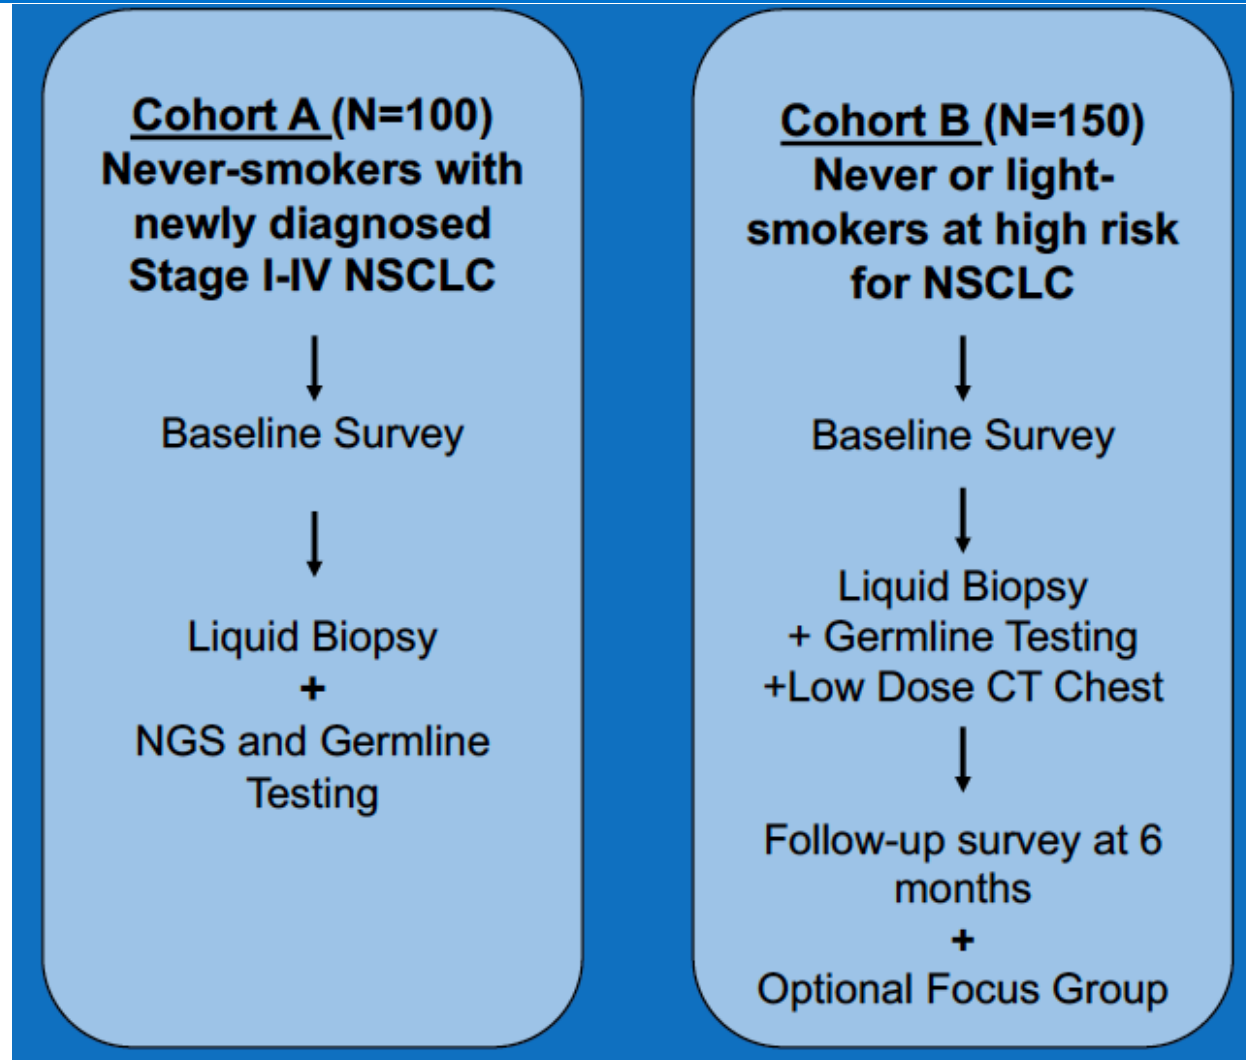 Cohort A (N=100)
Never-smokers with
newly diagnosed
Stage I-IV NSCLC
Baseline Survey
Liquid Biopsy
+
NGS and Germline
Testing
Cohort B (N=150)
Never or light-
smokers at high risk
for NSCLC
Baseline Survey
Liquid Biopsy
+ Germline Testing
+Low Dose CT Chest
Follow-up survey at 6
months
+
Optional Focus Group